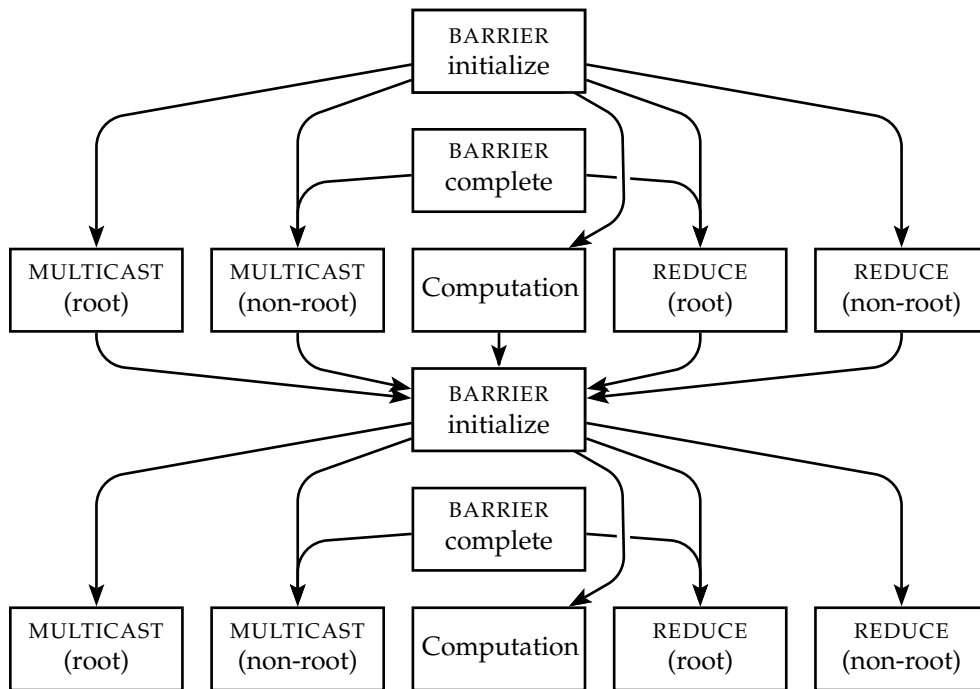 BARRIER
initialize
BARRIER
complete
MULTICAST
(root)
MULTICAST
(non-root)
Computation
REDUCE
(root)
REDUCE
(non-root)
BARRIER
initialize
BARRIER
complete
MULTICAST
(root)
MULTICAST
(non-root)
Computation
REDUCE
(root)
REDUCE
(non-root)